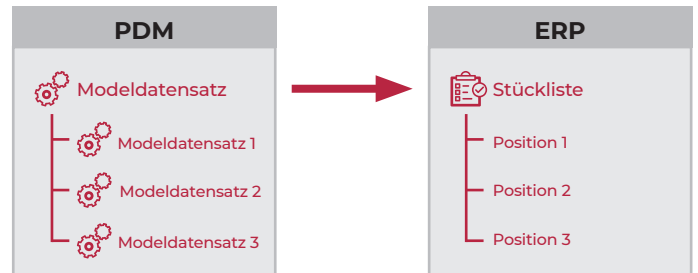 PDM
Modeldatensatz
Modeldatensatz 1
Modeldatensatz 2
Modeldatensatz 3
ERP
Stückliste
Position 1
Position 2
Position 3